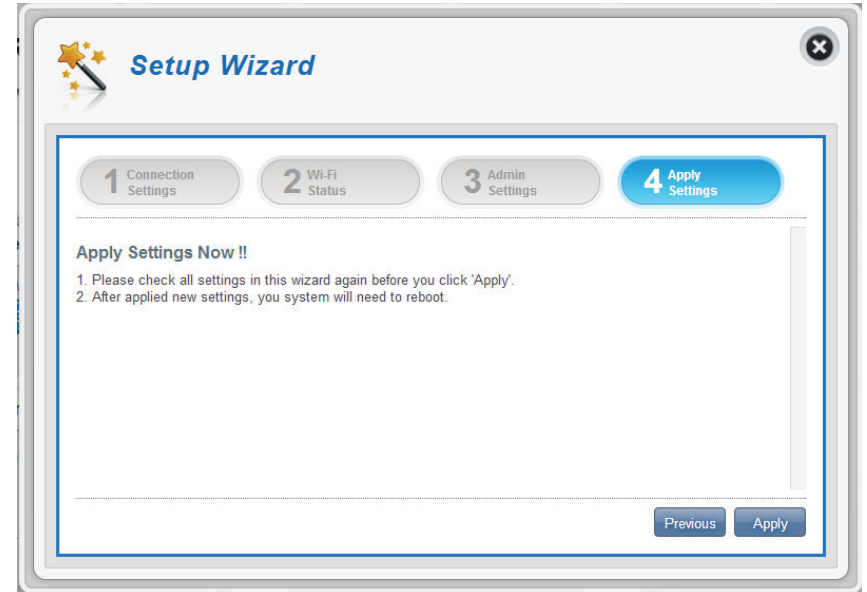 Setup Wizard
1 Connection
Settings
2 Wi-Fi
Status
3 Admin
Settings
4 Apply
Settings
Apply Settings Now !!
1. Please check all settings in this wizard again before you click 'Apply'.
2. After applied new settings, you system will need to reboot.
Previous Apply